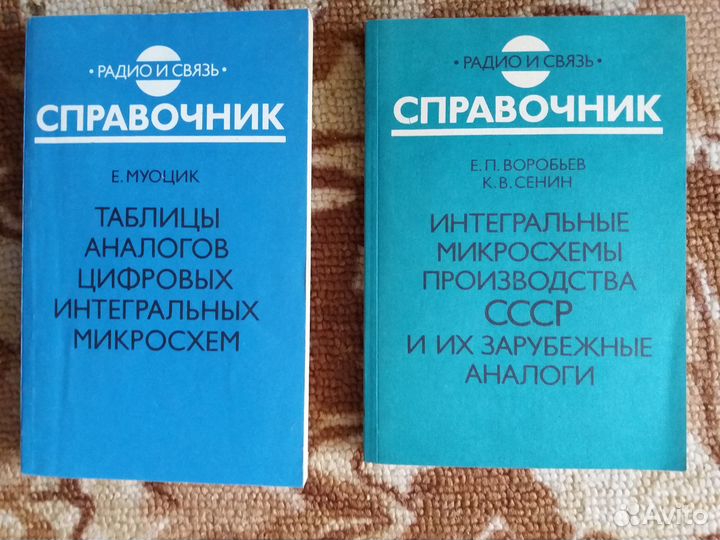 • РАДИО И СВЯЗЬ •
СПРАВОЧНИК
Е. МУОЦИК
ТАБЛИЦЫ
АНАЛОГОВ
ЦИФРОВЫХ
ИНТЕГРАЛЬНЫХ
МИКРОСХЕМ
• РАДИО И СВЯЗЬ •
СПРАВОЧНИК
Е. П. ВОРОБЬЕВ
К. В. СЕНИН
ИНТЕГРАЛЬНЫЕ
МИКРОСХЕМЫ
ПРОИЗВОДСТВА
СССР
И ИХ ЗАРУБЕЖНЫЕ
АНАЛОГИ
Avito